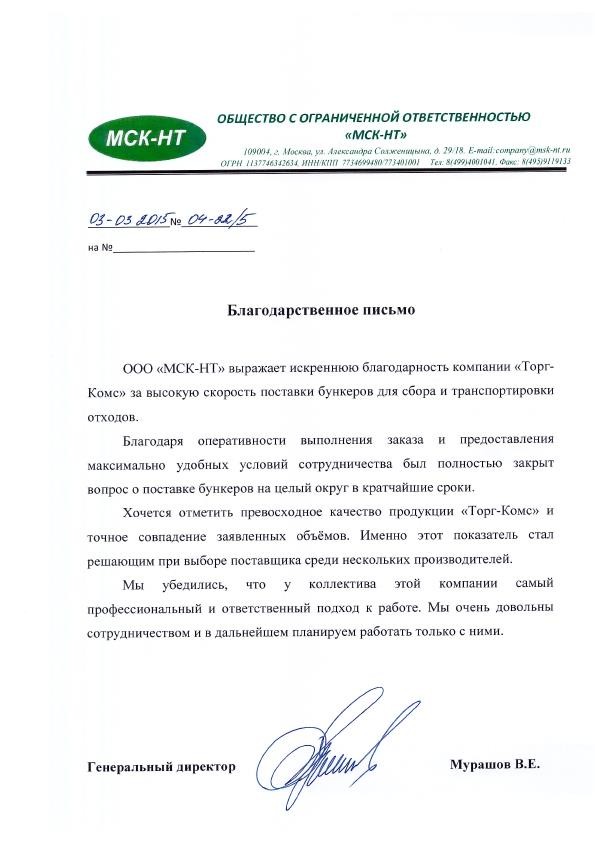 МСК-НТ
ОБЩЕСТВО С ОГРАНИЧЕННОЙ ОТВЕТСТВЕННОСТЬЮ
«МСК-НТ»
109004, г. Москва, ул. Александра Солженицына, д. 29/18. E-mail:company@msk-nt.ru
ОГРН 1137746342634, ИНН/КПП 7734699480/773401001 Тел: 8(499)4001041, Факс: 8(495)9119133
03-03 2015 № 04-22/5
на №
Благодарственное письмо
ООО «МСК-НТ» выражает искреннюю благодарность компании «Торг-
Комс» за высокую скорость поставки бункеров для сбора и транспортировки
отходов.
Благодаря оперативности выполнения заказа и предоставления
максимально удобных условий сотрудничества был полностью закрыт
вопрос о поставке бункеров на целый округ в кратчайшие сроки.
Хочется отметить превосходное качество продукции «Торг-Комс» и
точное совпадение заявленных объёмов. Именно этот показатель стал
решающим при выборе поставщика среди нескольких производителей.
Мы убедились, что у коллектива этой компании самый
профессиональный и ответственный подход к работе. Мы очень довольны
сотрудничеством и в дальнейшем планируем работать только с ними.
Генеральный директор Мурашов В.Е.